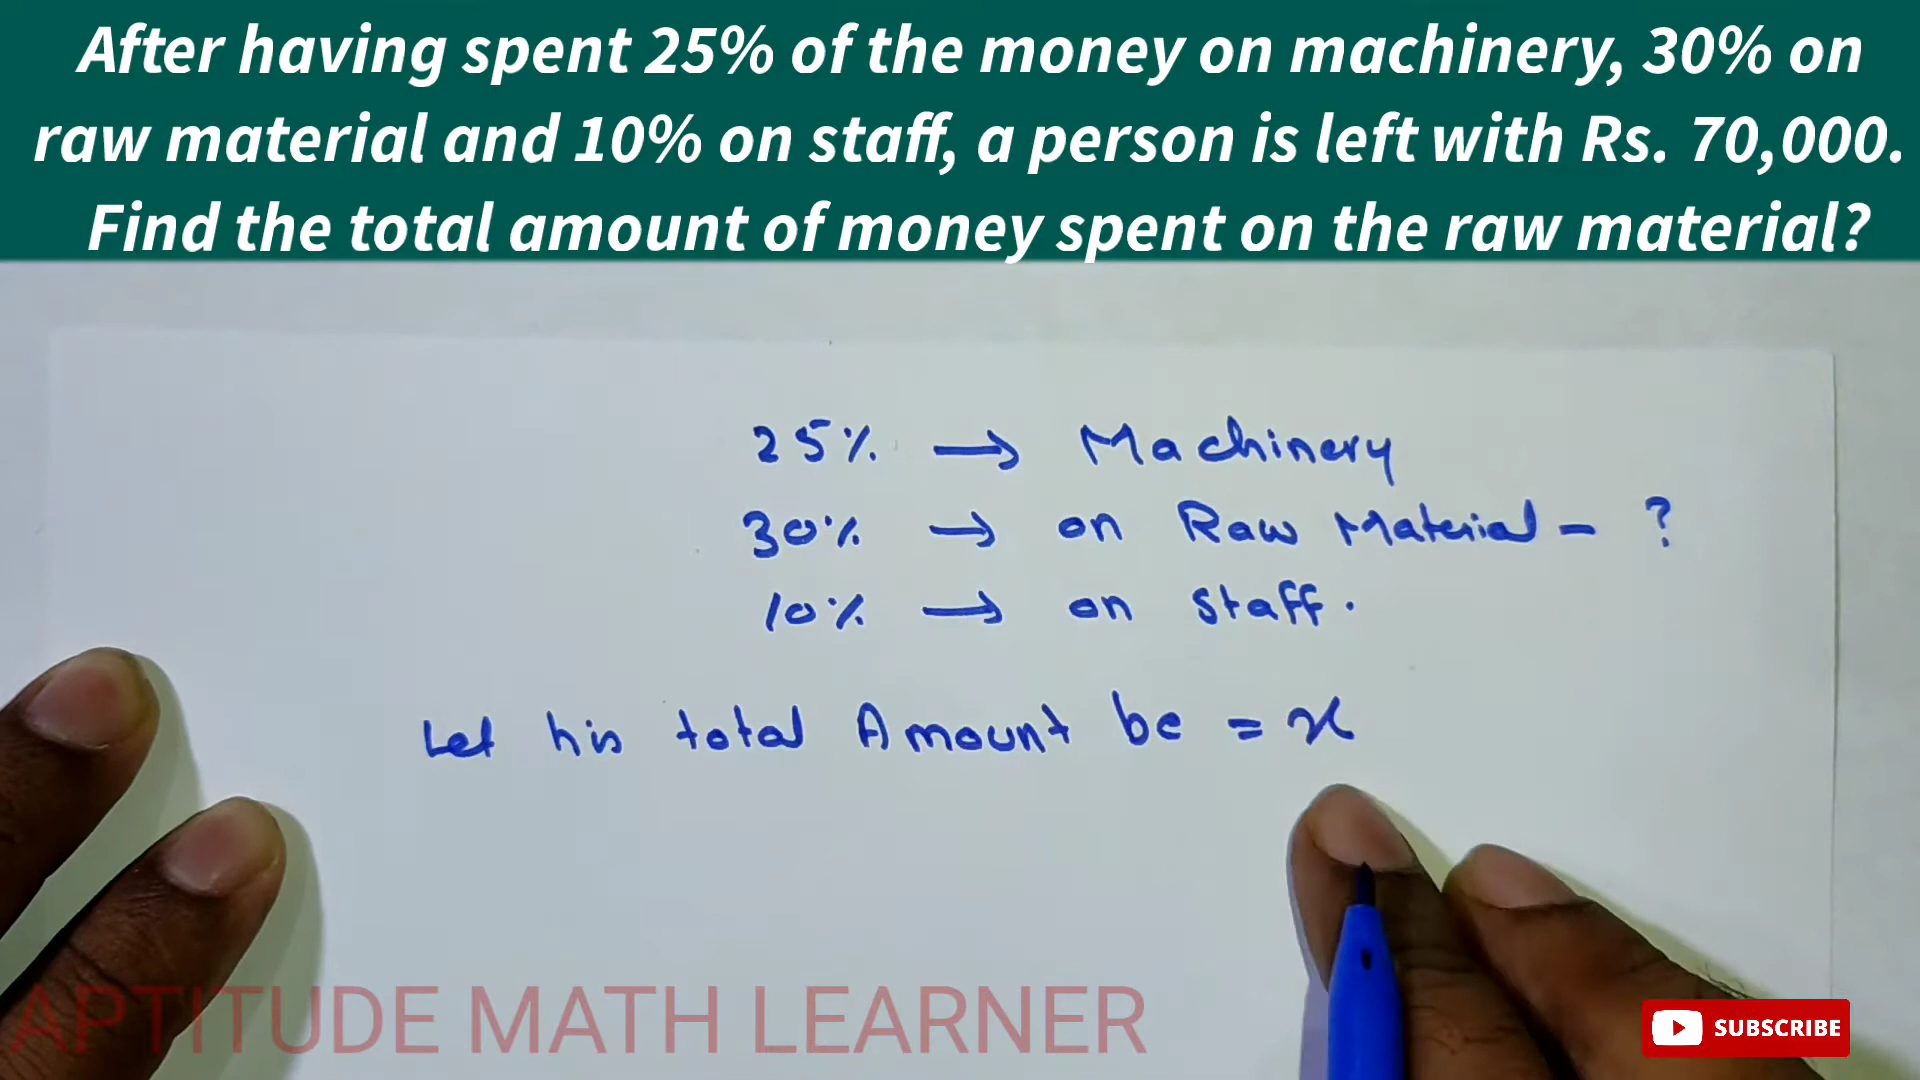 After having spent 25% of the money on machinery, 30% on
raw material and 10% on staff, a person is left with Rs. 70,000.
Find the total amount of money spent on the raw material?
25% → Machinery
30% → on Raw Material - ?
10% → on staff.
Let his total Amount be = x
APTITUDE MATH LEARNER
SUBSCRIBE